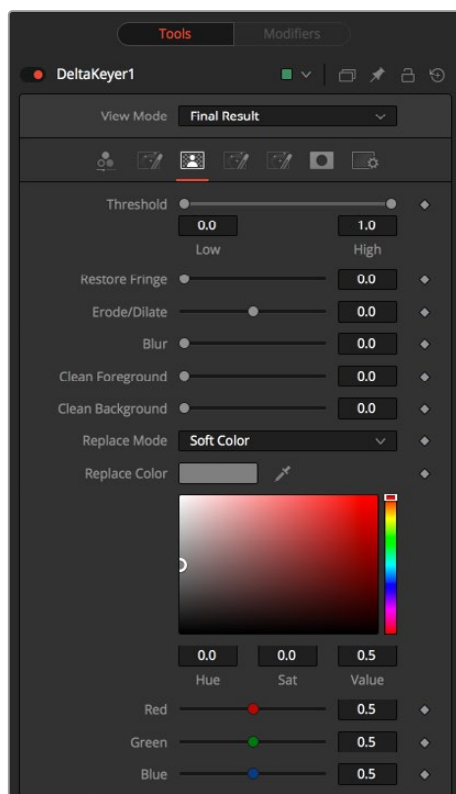 Tools Modifiers
DeltaKeyer1
View Mode Final Result
Threshold
0.0 1.0
Low High
Restore Fringe 0.0
Erode/Dilate 0.0
Blur 0.0
Clean Foreground 0.0
Clean Background 0.0
Replace Mode Soft Color
Replace Color
0.0 0.0 0.5
Hue Sat Value
Red 0.5
Green 0.5
Blue 0.5